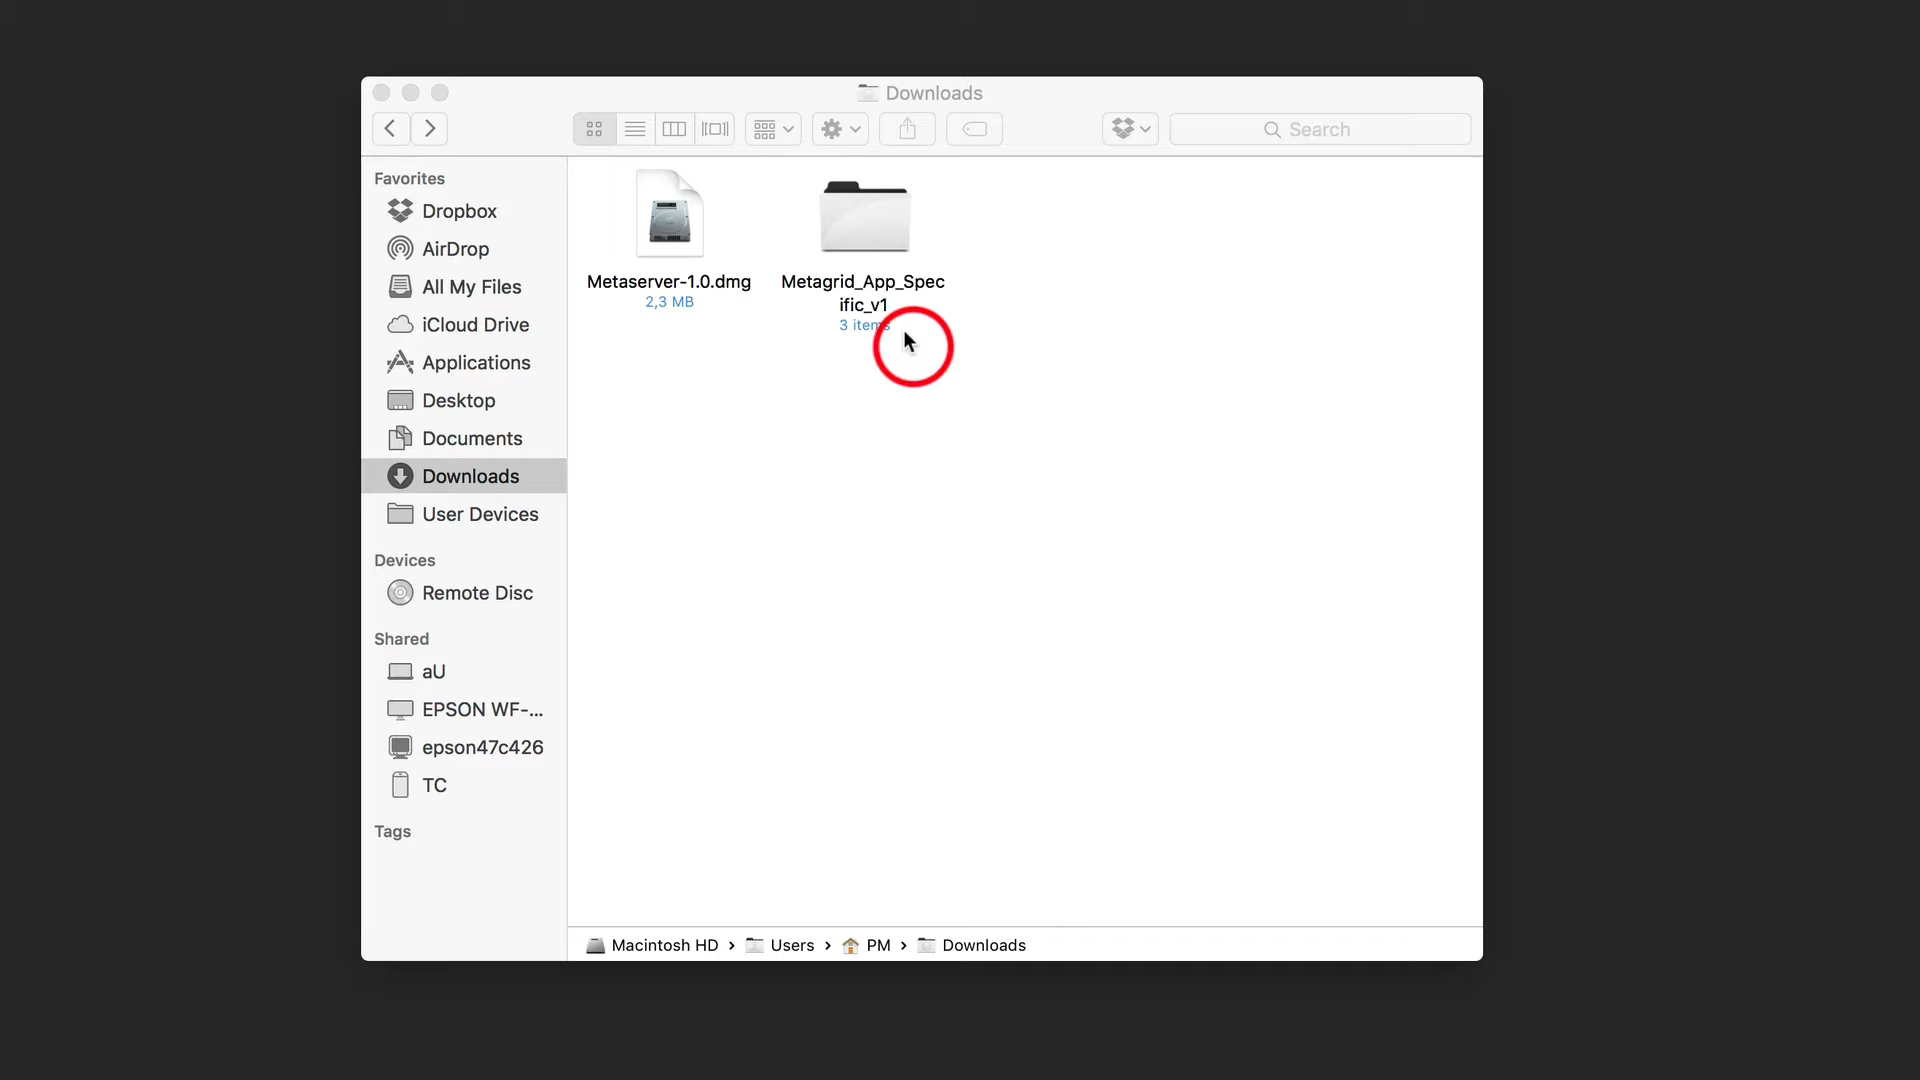 Downloads
Search
Favorites
Dropbox
AirDrop
All My Files
iCloud Drive
Applications
Desktop
Documents
Downloads
User Devices
Devices
Remote Disc
Shared
aU
EPSON WF-...
epson47c426
TC
Tags
Metaserver-1.0.dmg
2,3 MB
Metagrid_App_Spec
ific_v1
3 items
Macintosh HD › Users › PM › Downloads